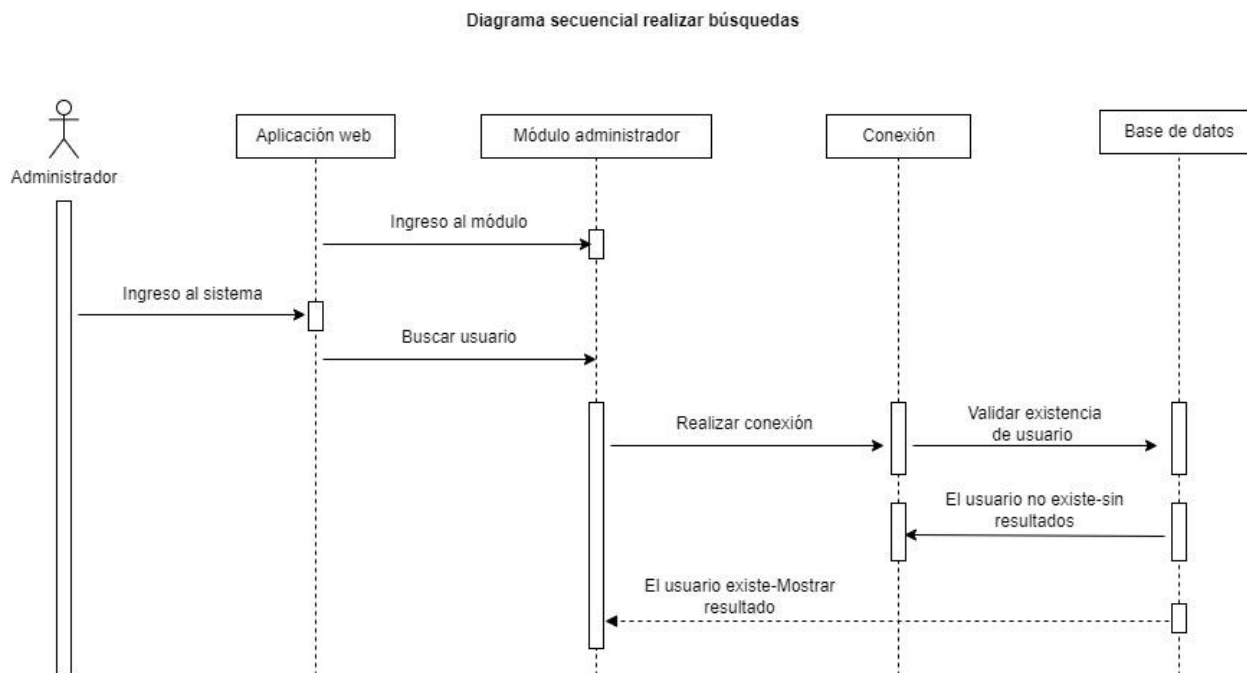 Diagrama secuencial realizar búsquedas
Administrador
Aplicación web
Módulo administrador
Conexión
Base de datos
Ingreso al módulo
Ingreso al sistema
Buscar usuario
Realizar conexión
Validar existencia
de usuario
El usuario no existe-sin
resultados
El usuario existe-Mostrar
resultado